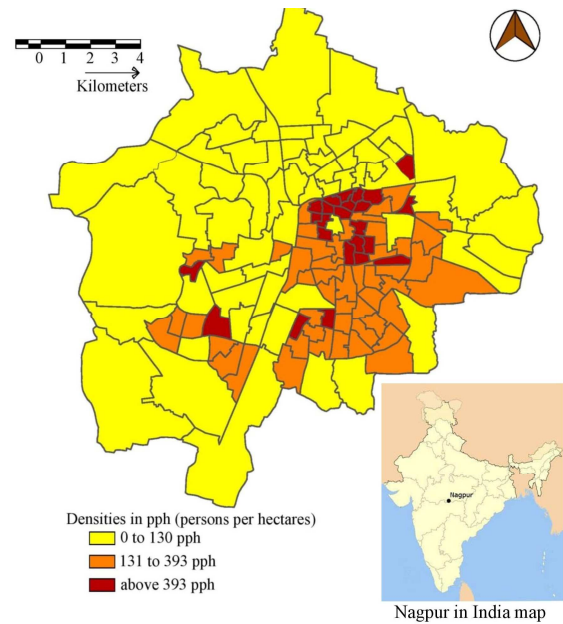 0 1 2 3 4
Kilometers
Densities in pph (persons per hectares)
0 to 130 pph
131 to 393 pph
above 393 pph
Nagpur
Nagpur in India map